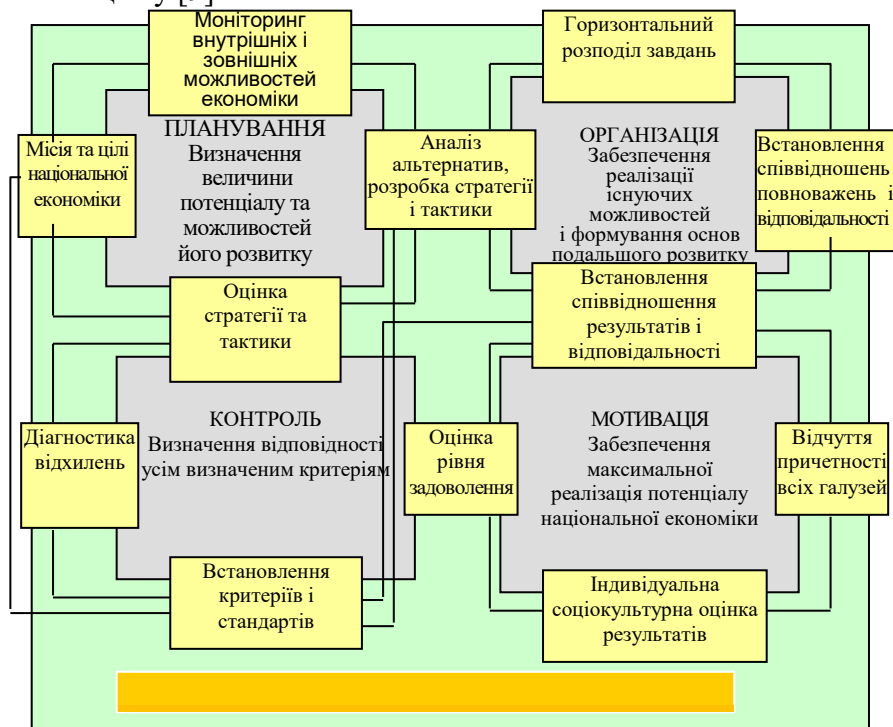 Моніторинг
внутрішніх і
зовнішніх
можливостей
економіки
Горизонтальний
розподіл завдань
Місія та цілі
національної
економіки
ПЛАНУВАННЯ
Визначення
величини
потенціалу та
можливостей
його розвитку
Аналіз
альтернатив,
розробка стратегії
і тактики
ОРГАНІЗАЦІЯ
Забезпечення
реалізації
існуючих
можливостей
і формування основ
подальшого розвитку
Встановлення
співвідношень
повноважень і
відповідальності
Оцінка
стратегії та
тактики
Встановлення
співвідношення
результатів і
відповідальності
Діагностика
відхилень
КОНТРОЛЬ
Визначення відповідності
усім визначеним критеріям
Оцінка
рівня
задоволення
МОТИВАЦІЯ
Забезпечення
максимальної
реалізація потенціалу
національної економіки
Відчуття
причетності
всіх галузей
Встановлення
критеріїв і
стандартів
Індивідуальна
соціокультурна оцінка
результатів